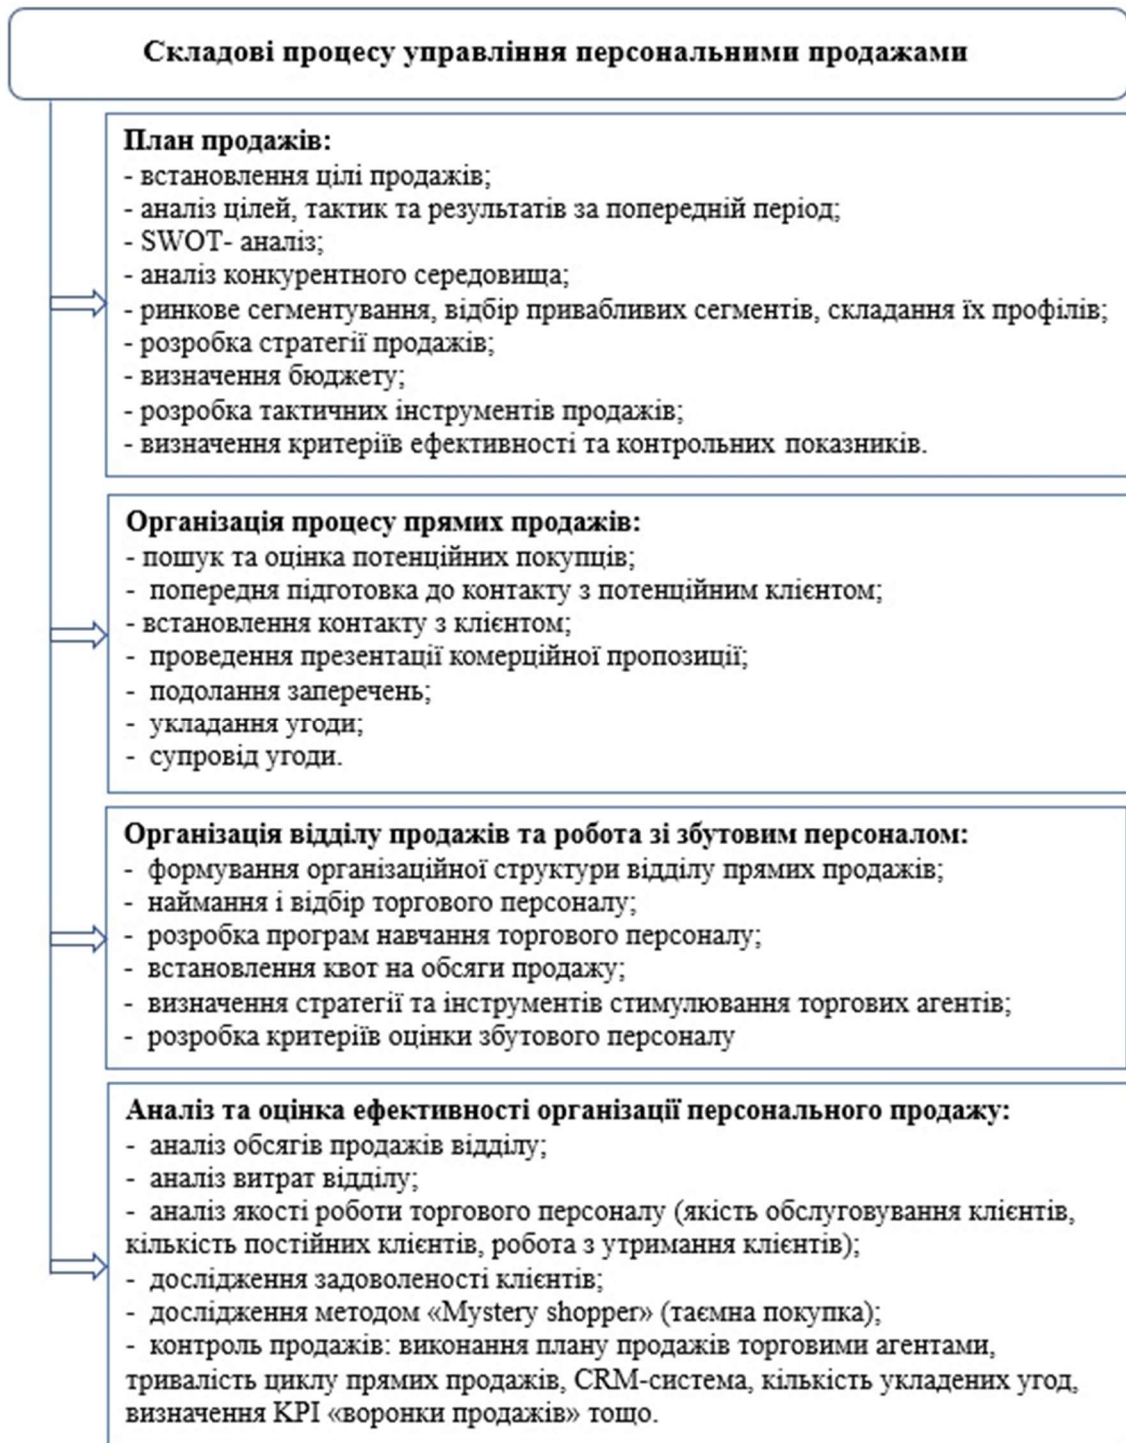 Складові процесу управління персональними продажами
План продажів:
- встановлення цілі продажів;
- аналіз цілей, тактик та результатів за попередній період;
- SWOT- аналіз;
- аналіз конкурентного середовища;
- ринкове сегментування, відбір привабливих сегментів, складання їх профілів;
- розробка стратегії продажів;
- визначення бюджету;
- розробка тактичних інструментів продажів;
- визначення критеріїв ефективності та контрольних показників.
Організація процесу прямих продажів:
- пошук та оцінка потенційних покупців;
- попередня підготовка до контакту з потенційним клієнтом;
- встановлення контакту з клієнтом;
- проведення презентації комерційної пропозиції;
- подолання заперечень;
- укладання угоди;
- супровід угоди.
Організація відділу продажів та робота зі збутовим персоналом:
- формування організаційної структури відділу прямих продажів;
- наймання і відбір торгового персоналу;
- розробка програм навчання торгового персоналу;
- встановлення квот на обсяги продажу;
- визначення стратегії та інструментів стимулювання торгових агентів;
- розробка критеріїв оцінки збутового персоналу
Аналіз та оцінка ефективності організації персонального продажу:
- аналіз обсягів продажів відділу;
- аналіз витрат відділу;
- аналіз якості роботи торгового персоналу (якість обслуговування клієнтів,
кількість постійних клієнтів, робота з утримання клієнтів);
- дослідження задоволеності клієнтів;
- дослідження методом «Mystery shopper» (таємна покупка);
- контроль продажів: виконання плану продажів торговими агентами,
тривалість циклу прямих продажів, CRM-система, кількість укладених угод,
визначення KPI «воронки продажів» тощо.